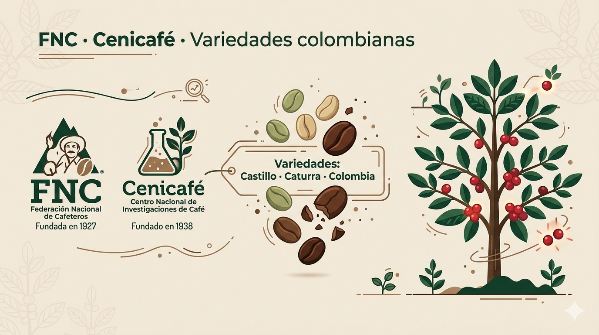 FNC · Cenicafé · Variedades colombianas
FNC
Federación Nacional
de Cafeteros
Fundada en 1927
Cenicafé
Centro Nacional de
Investigaciones de Café
Fundado en 1938
Variedades:
Castillo · Caturra · Colombia